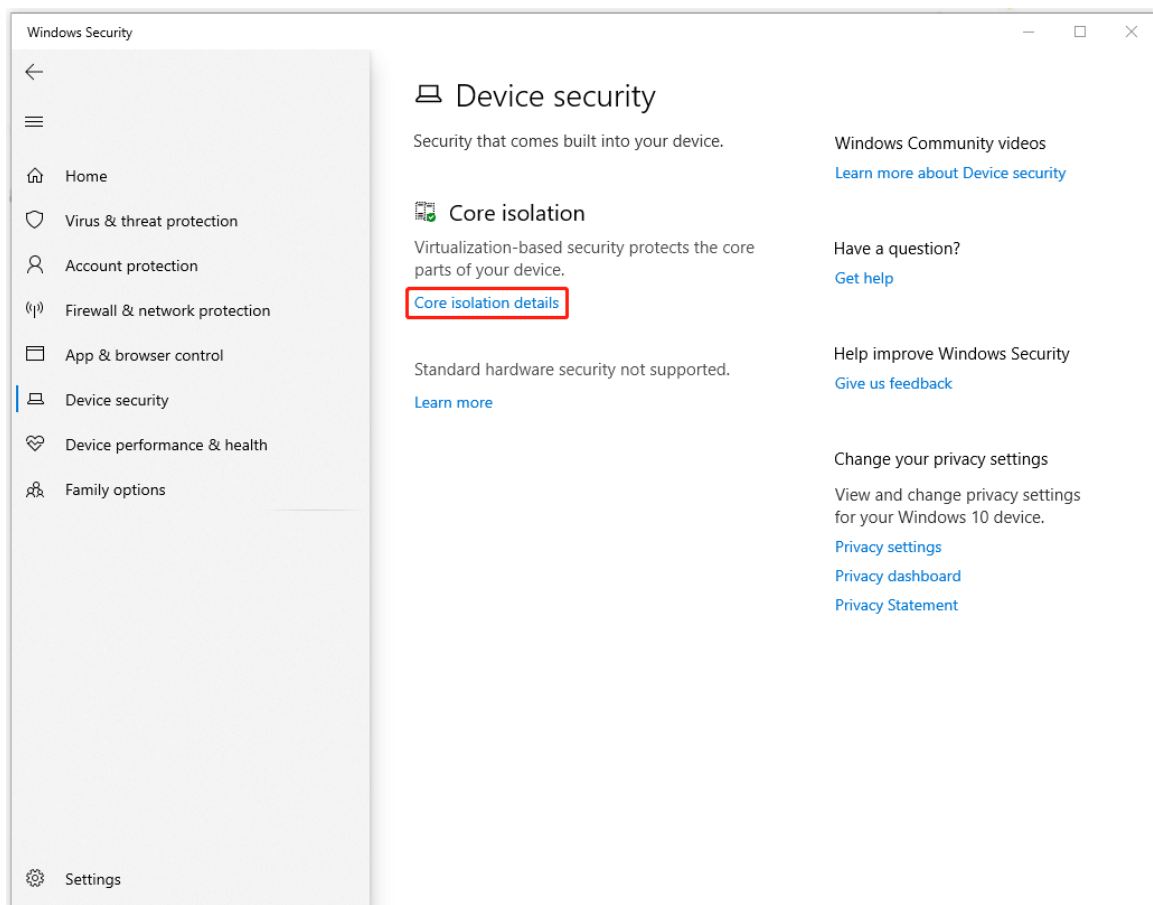 Windows Security
Home
Virus & threat protection
Account protection
Firewall & network protection
App & browser control
Device security
Device performance & health
Family options
Settings
Device security
Security that comes built into your device.
Core isolation
Virtualization-based security protects the core
parts of your device.
Core isolation details
Standard hardware security not supported.
Learn more
Windows Community videos
Learn more about Device security
Have a question?
Get help
Help improve Windows Security
Give us feedback
Change your privacy settings
View and change privacy settings
for your Windows 10 device.
Privacy settings
Privacy dashboard
Privacy Statement